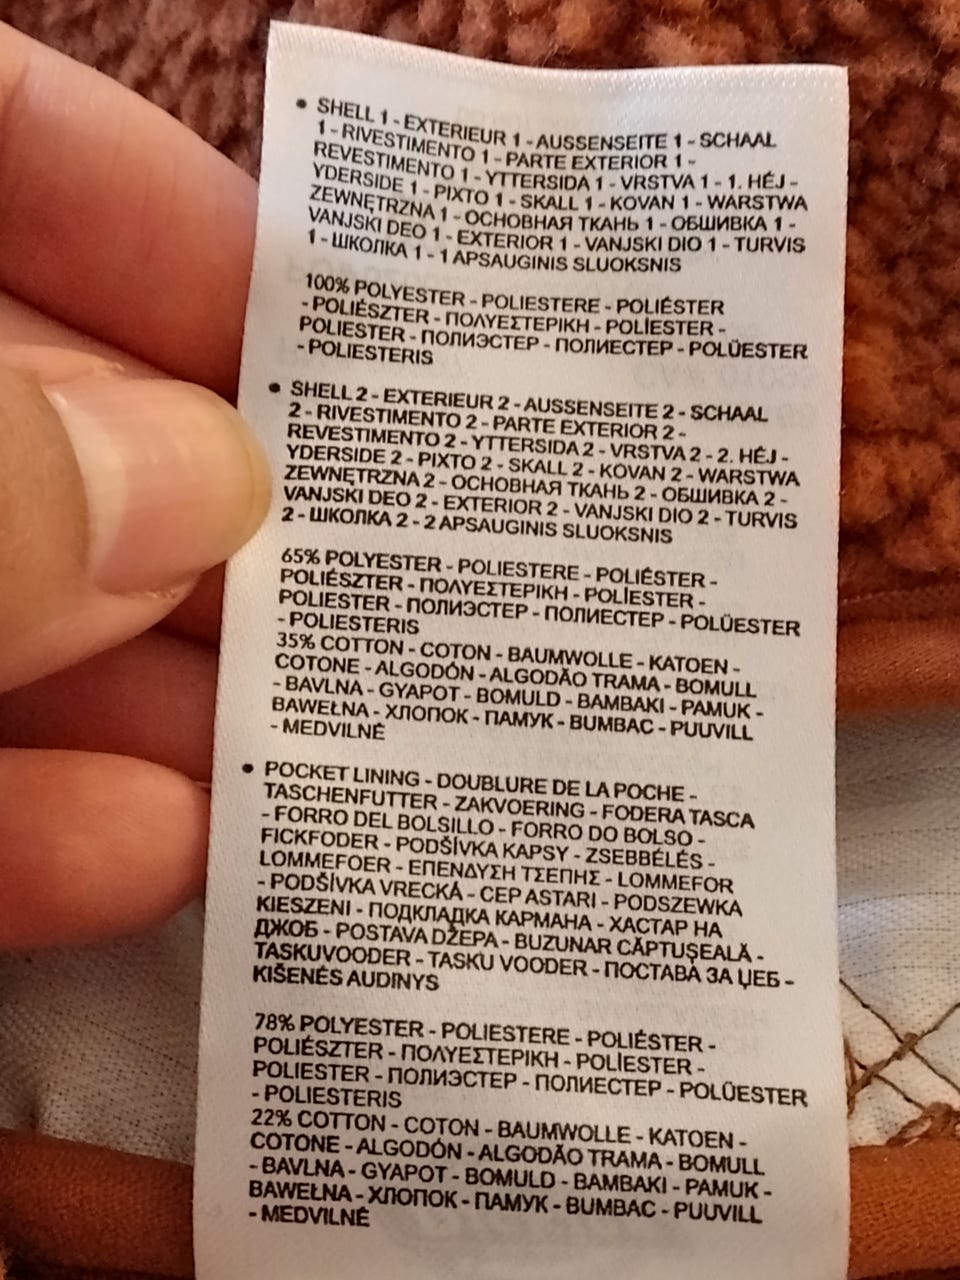 • SHELL 1 - EXTERIEUR 1 - AUSSENSEITE 1 - SCHAAL
1 - RIVESTIMENTO 1 - PARTE EXTERIOR 1 -
REVESTIMENTO 1 - YTTERSIDA 1 - VRSTVA 1 - 1. HÉJ -
YDERSIDE 1 - PIXTO 1 - SKALL 1 - KOVAN 1 - WARSTWA
ZEWNĘTRZNA 1 - ОСНОВНАЯ ТКАНЬ 1 - ОБШИВКА 1 -
VANJSKI DEO 1 - EXTERIOR 1 - VANJSKI DIO 1 - TURVIS
1 - ШКОЛКА 1 - 1 APSAUGINIS SLUOKSNIS
100% POLYESTER - POLIESTERE - POLIÉSTER
- POLIÉSZTER - ΠΟΛΥΕΣΤΕΡΙΚΗ - POLİESTER -
POLIESTER - ПОЛИЭСТЕР - ПОЛИЕСТЕР - POLÜESTER
- POLIESTERIS
• SHELL 2 - EXTERIEUR 2 - AUSSENSEITE 2 - SCHAAL
2 - RIVESTIMENTO 2 - PARTE EXTERIOR 2 -
REVESTIMENTO 2 - YTTERSIDA 2 - VRSTVA 2 - 2. HÉJ -
YDERSIDE 2 - PIXTO 2 - SKALL 2 - KOVAN 2 - WARSTWA
ZEWNĘTRZNA 2 - ОСНОВНАЯ ТКАНЬ 2 - ОБШИВКА 2 -
VANJSKI DEO 2 - EXTERIOR 2 - VANJSKI DIO 2 - TURVIS
2 - ШКОЛКА 2 - 2 APSAUGINIS SLUOKSNIS
65% POLYESTER - POLIESTERE - POLIÉSTER -
POLIÉSZTER - ΠΟΛΥΕΣΤΕΡΙΚΗ - POLİESTER -
POLIESTER - ПОЛИЭСТЕР - ПОЛИЕСТЕР - POLÜESTER
- POLIESTERIS
35% COTTON - COTON - BAUMWOLLE - KATOEN -
COTONE - ALGODÓN - ALGODÃO TRAMA - BOMULL
- BAVLNA - GYAPOT - BOMULD - BAMBAKI - PAMUK -
BAWEŁNA - ХЛОПОК - ПАМУК - BUMBAC - PUUVILL
- MEDVILNĖ
• POCKET LINING - DOUBLURE DE LA POCHE -
TASCHENFUTTER - ZAKVOERING - FODERA TASCA
- FORRO DEL BOLSILLO - FORRO DO BOLSO -
FICKFODER - PODŠÍVKA KAPSY - ZSEBBÉLÉS -
LOMMEFOER - ΕΠΕΝΔΥΣΗ ΤΣΕΠΗΣ - LOMMEFOR
- PODŠÍVKA VRECKÁ - CEP ASTARI - PODSZEWKA
KIESZENI - ПОДКЛАДКА КАРМАНА - ХАСТАР НА
ДЖОБ - POSTAVA DŽEPA - BUZUNAR CĂPTUŞEALĂ -
TASKUVOODER - TASKU VOODER - ПОСТАВА ЗА ЏЕБ -
KIŠENĖS AUDINYS
78% POLYESTER - POLIESTERE - POLIÉSTER -
POLIÉSZTER - ΠΟΛΥΕΣΤΕΡΙΚΗ - POLİESTER -
POLIESTER - ПОЛИЭСТЕР - ПОЛИЕСТЕР - POLÜESTER
- POLIESTERIS
22% COTTON - COTON - BAUMWOLLE - KATOEN -
COTONE - ALGODÓN - ALGODÃO TRAMA - BOMULL
- BAVLNA - GYAPOT - BOMULD - BAMBAKI - PAMUK -
BAWEŁNA - ХЛОПОК - ПАМУК - BUMBAC - PUUVILL
- MEDVILNĖ